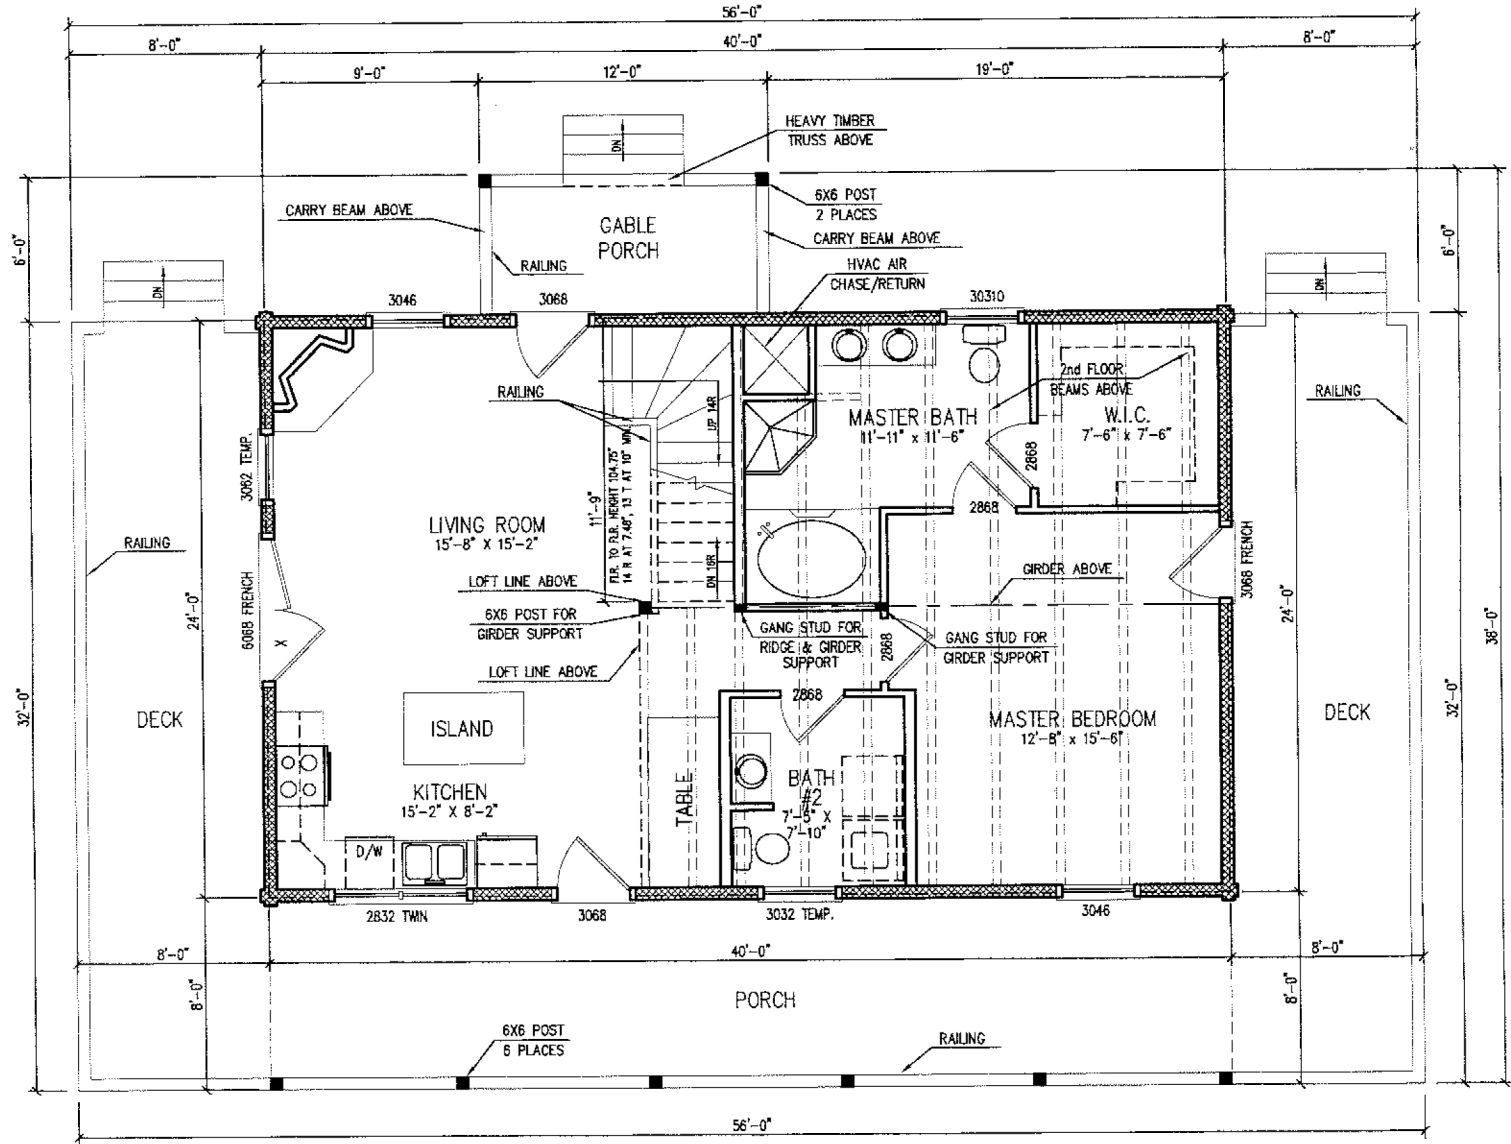 56'-0"
8'-0"
40'-0"
8'-0"
9'-0"
12'-0"
19'-0"
HEAVY TIMBER
TRUSS ABOVE
DN
6X6 POST
2 PLACES
CARRY BEAM ABOVE
GABLE
PORCH
CARRY BEAM ABOVE
6'-0"
6'-0"
RAILING
HVAC AIR
CHASE/RETURN
DN
DN
3046
3068
30310
RAILING
2nd FLOOR
BEAMS ABOVE
RAILING
UP 14R
MASTER BATH
11'-11" x 11'-6"
W.I.C.
7'-6" x 7'-6"
3062 TEMP.
2868
11'-9"
FLR. TO FLR. HEIGHT 104.75"
14 R AT 7.48", 13 T AT 10" MIN.
2868
LIVING ROOM
15'-8" X 15'-2"
RAILING
LOFT LINE ABOVE
DN 16R
GIRDER ABOVE
3068 FRENCH
6068 FRENCH
24'-0"
24'-0"
38'-0"
X
6X6 POST FOR
GIRDER SUPPORT
GANG STUD FOR
RIDGE & GIRDER
SUPPORT
2868
GANG STUD FOR
GIRDER SUPPORT
LOFT LINE ABOVE
2868
32'-0"
32'-0"
DECK
ISLAND
MASTER BEDROOM
12'-8" x 15'-6"
DECK
KITCHEN
15'-2" X 8'-2"
TABLE
BATH
#2
7'-5" X
7'-10"
D/W
2832 TWIN
3068
3032 TEMP.
3046
8'-0"
40'-0"
8'-0"
8'-0"
8'-0"
PORCH
6X6 POST
6 PLACES
RAILING
56'-0"